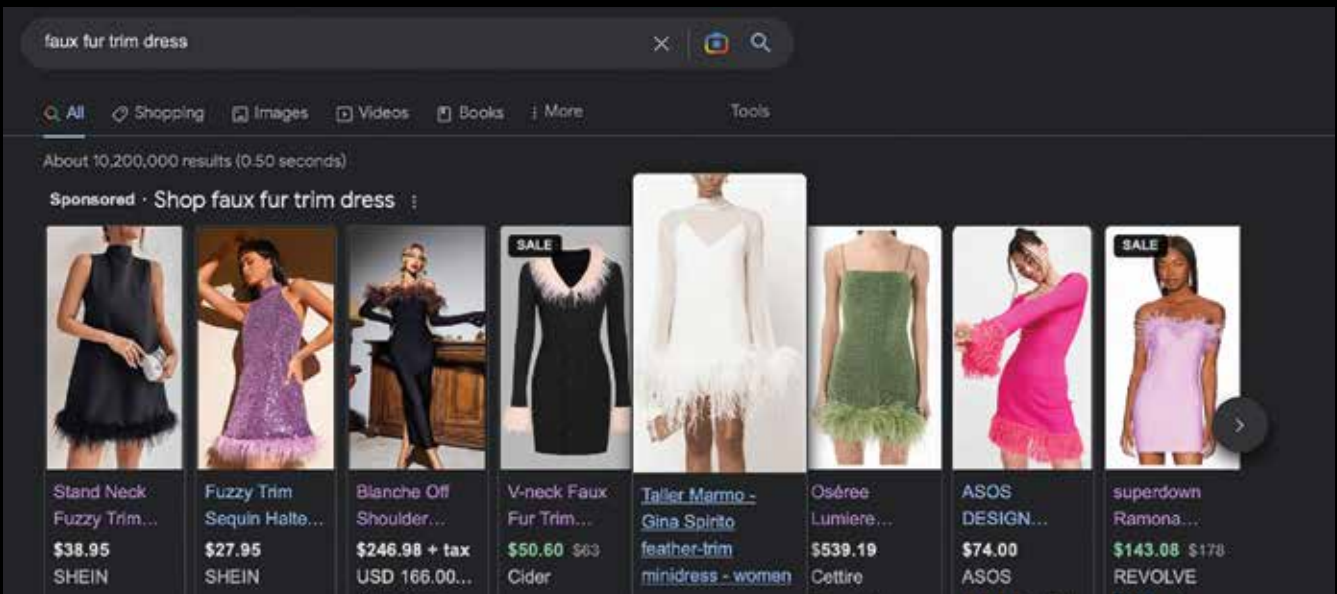 faux fur trim dress
All Shopping Images Videos Books More Tools
About 10,200,000 results (0.50 seconds)
Sponsored · Shop faux fur trim dress
SALE
SALE
Stand Neck
Fuzzy Trim...
$38.95
SHEIN
Fuzzy Trim
Sequin Halte...
$27.95
SHEIN
Blanche Off
Shoulder...
$246.98 + tax
USD 166.00...
V-neck Faux
Fur Trim...
$50.60 $63
Cider
Taller Marmo -
Gina Spirito
feather-trim
minidress - women
Oséree
Lumiere...
$539.19
Cettire
ASOS
DESIGN...
$74.00
ASOS
superdown
Ramona...
$143.08 $178
REVOLVE